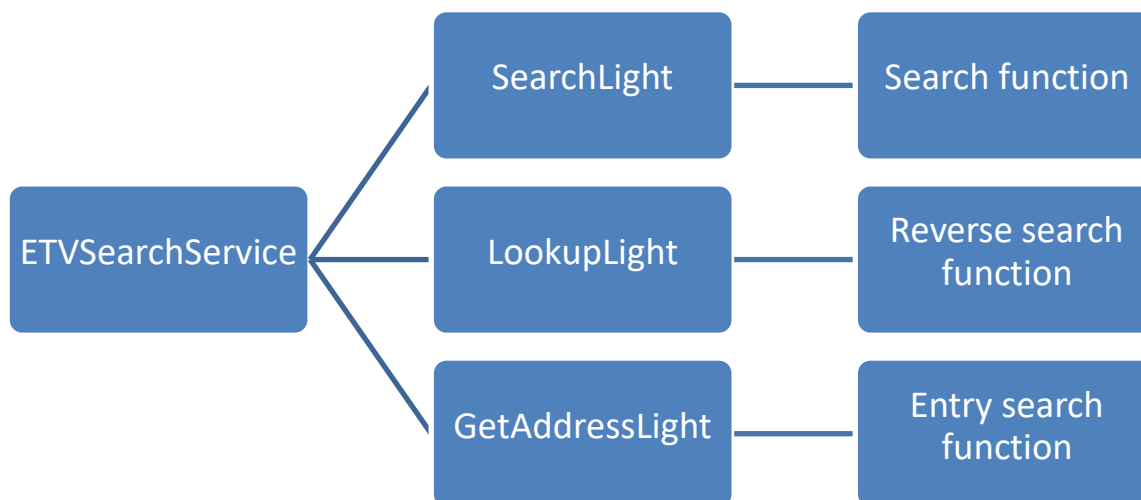 SearchLight
Search function
ETVSearchService
LookupLight
Reverse search
function
GetAddressLight
Entry search
function